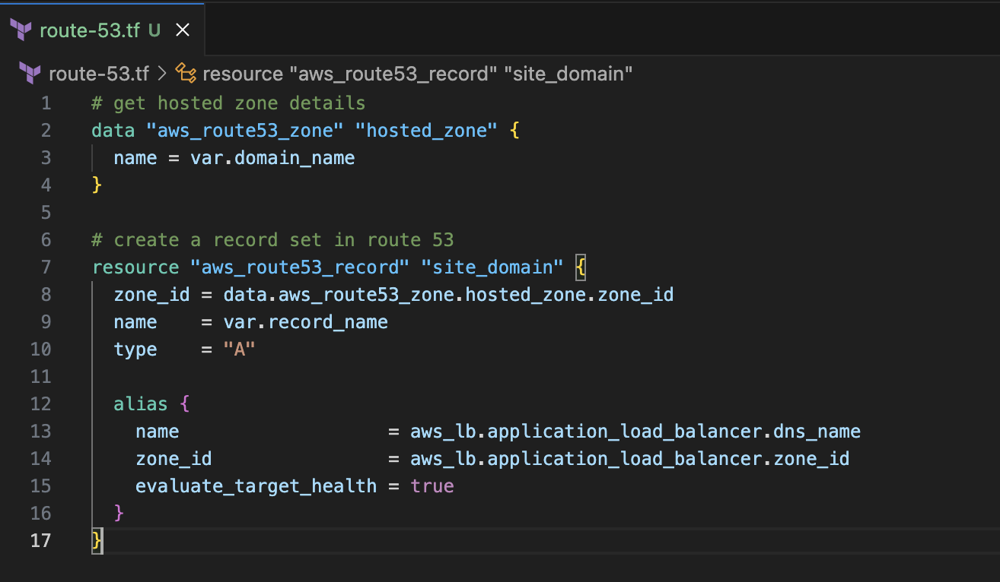 route-53.tf U
route-53.tf > resource "aws_route53_record" "site_domain"
1 # get hosted zone details
2 data "aws_route53_zone" "hosted_zone" {
3   name = var.domain_name
4 }
5
6 # create a record set in route 53
7 resource "aws_route53_record" "site_domain" {
8   zone_id = data.aws_route53_zone.hosted_zone.zone_id
9   name    = var.record_name
10   type    = "A"
11
12   alias {
13     name                   = aws_lb.application_load_balancer.dns_name
14     zone_id                = aws_lb.application_load_balancer.zone_id
15     evaluate_target_health = true
16   }
17 }